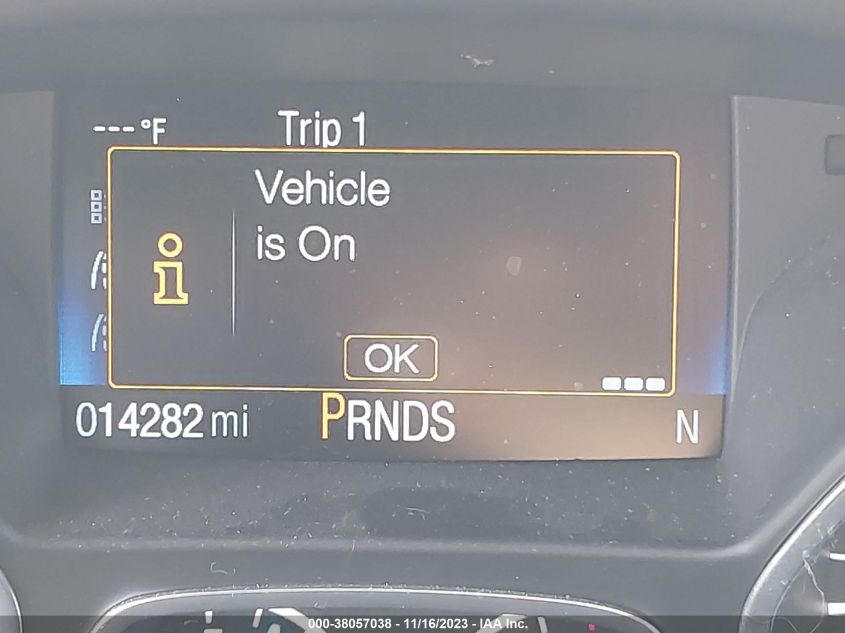 ---°F
Trip 1
Vehicle
is On
OK
014282 mi
PRNDS
N
000-38057038 - 11/16/2023 - IAA Inc.